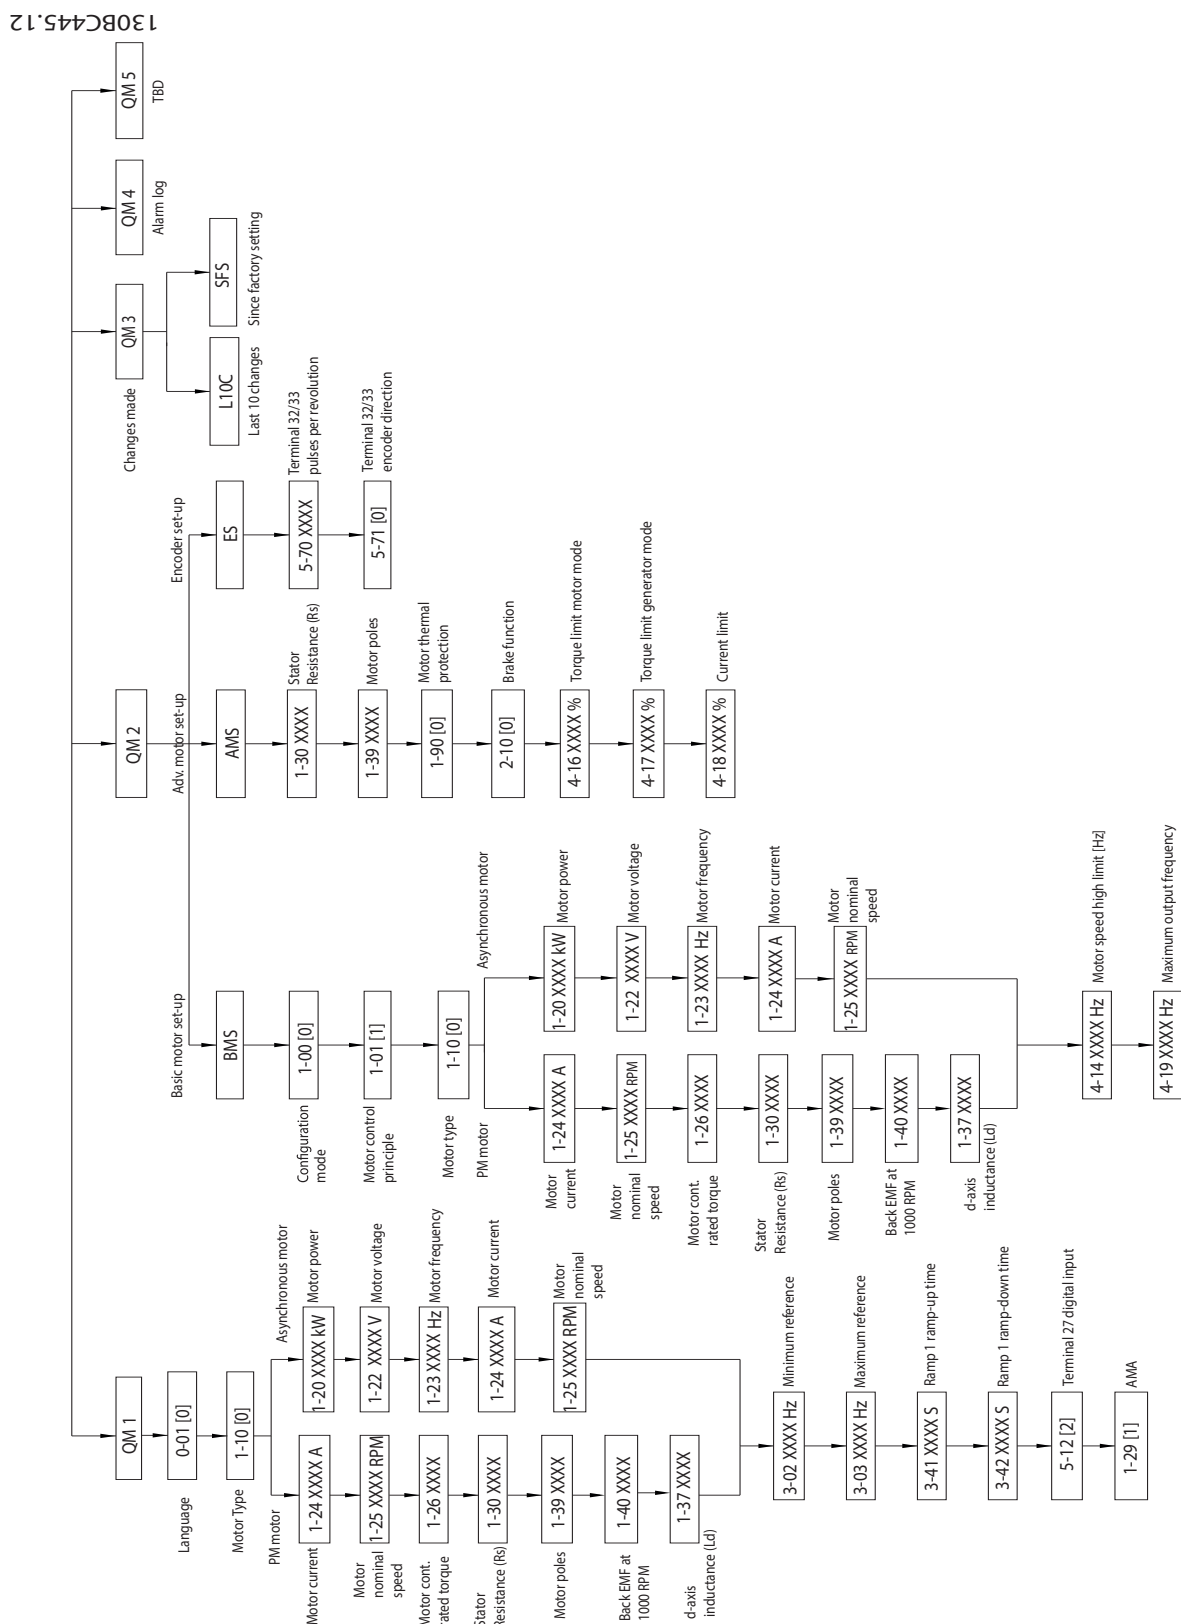 130BC445.12
QM 1
0-01 [0]
Language
1-10 [0]
Motor Type
PM motor
1-24 XXXX A
Motor current
1-25 XXXX RPM
Motor
nominal
speed
1-26 XXXX
Motor cont.
rated torque
1-30 XXXX
Stator
Resistance (Rs)
1-39 XXXX
Motor poles
1-40 XXXX
Back EMF at
1000 RPM
1-37 XXXX
d-axis
inductance (Ld)
Asynchronous motor
1-20 XXXX kW
Motor power
1-22 XXXX V
Motor voltage
1-23 XXXX Hz
Motor frequency
1-24 XXXX A
Motor current
1-25 XXXX RPM
Motor
nominal
speed
3-02 XXXX Hz
Minimum reference
3-03 XXXX Hz
Maximum reference
3-41 XXXX S
Ramp 1 ramp-up time
3-42 XXXX S
Ramp 1 ramp-down time
5-12 [2]
Terminal 27 digital input
1-29 [1]
AMA
QM 2
Basic motor set-up
BMS
1-00 [0]
Configuration
mode
1-01 [1]
Motor control
principle
1-10 [0]
Motor type
PM motor
1-24 XXXX A
Motor
current
1-25 XXXX RPM
Motor
nominal
speed
1-26 XXXX
Motor cont.
rated torque
1-30 XXXX
Stator
Resistance (Rs)
1-39 XXXX
Motor poles
1-40 XXXX
Back EMF at
1000 RPM
1-37 XXXX
d-axis
inductance (Ld)
Asynchronous motor
1-20 XXXX kW
Motor power
1-22 XXXX V
Motor voltage
1-23 XXXX Hz
Motor frequency
1-24 XXXX A
Motor current
1-25 XXXX RPM
Motor
nominal
speed
4-14 XXXX Hz
Motor speed high limit [Hz]
4-19 XXXX Hz
Maximum output frequency
Adv. motor set-up
AMS
1-30 XXXX
Stator
Resistance (Rs)
1-39 XXXX
Motor poles
1-90 [0]
Motor thermal
protection
2-10 [0]
Brake function
4-16 XXXX %
Torque limit motor mode
4-17 XXXX %
Torque limit generator mode
4-18 XXXX %
Current limit
Encoder set-up
ES
5-70 XXXX
Terminal 32/33
pulses per revolution
5-71 [0]
Terminal 32/33
encoder direction
QM 3
Changes made
L10C
Last 10 changes
SFS
Since factory setting
QM 4
Alarm log
QM 5
TBD